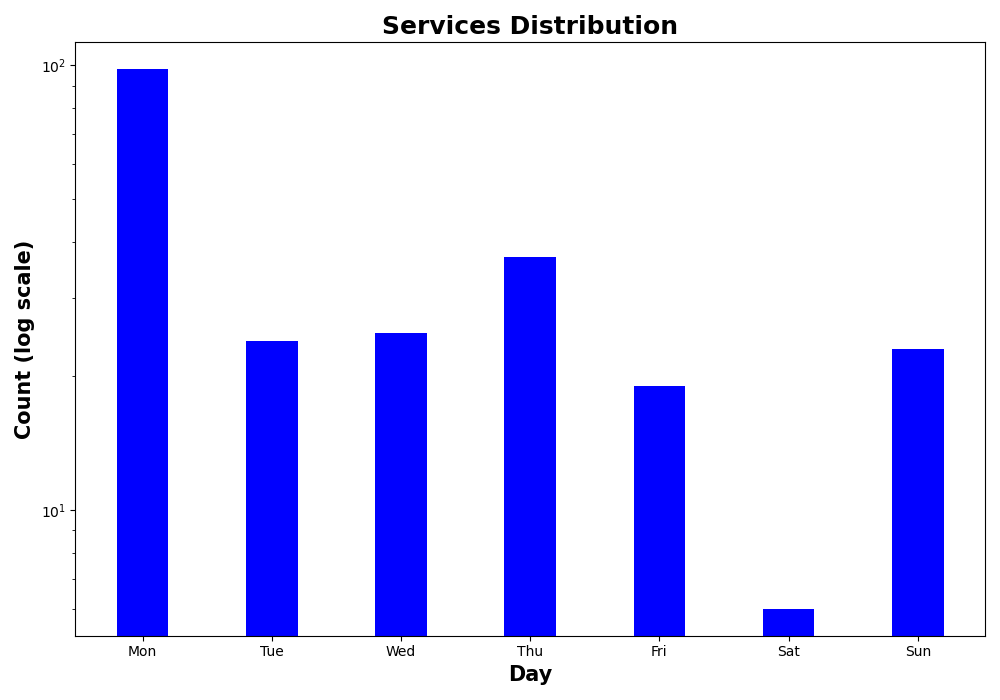 Services Distribution
10²
10¹
Count (log scale)
Mon Tue Wed Thu Fri Sat Sun
Day